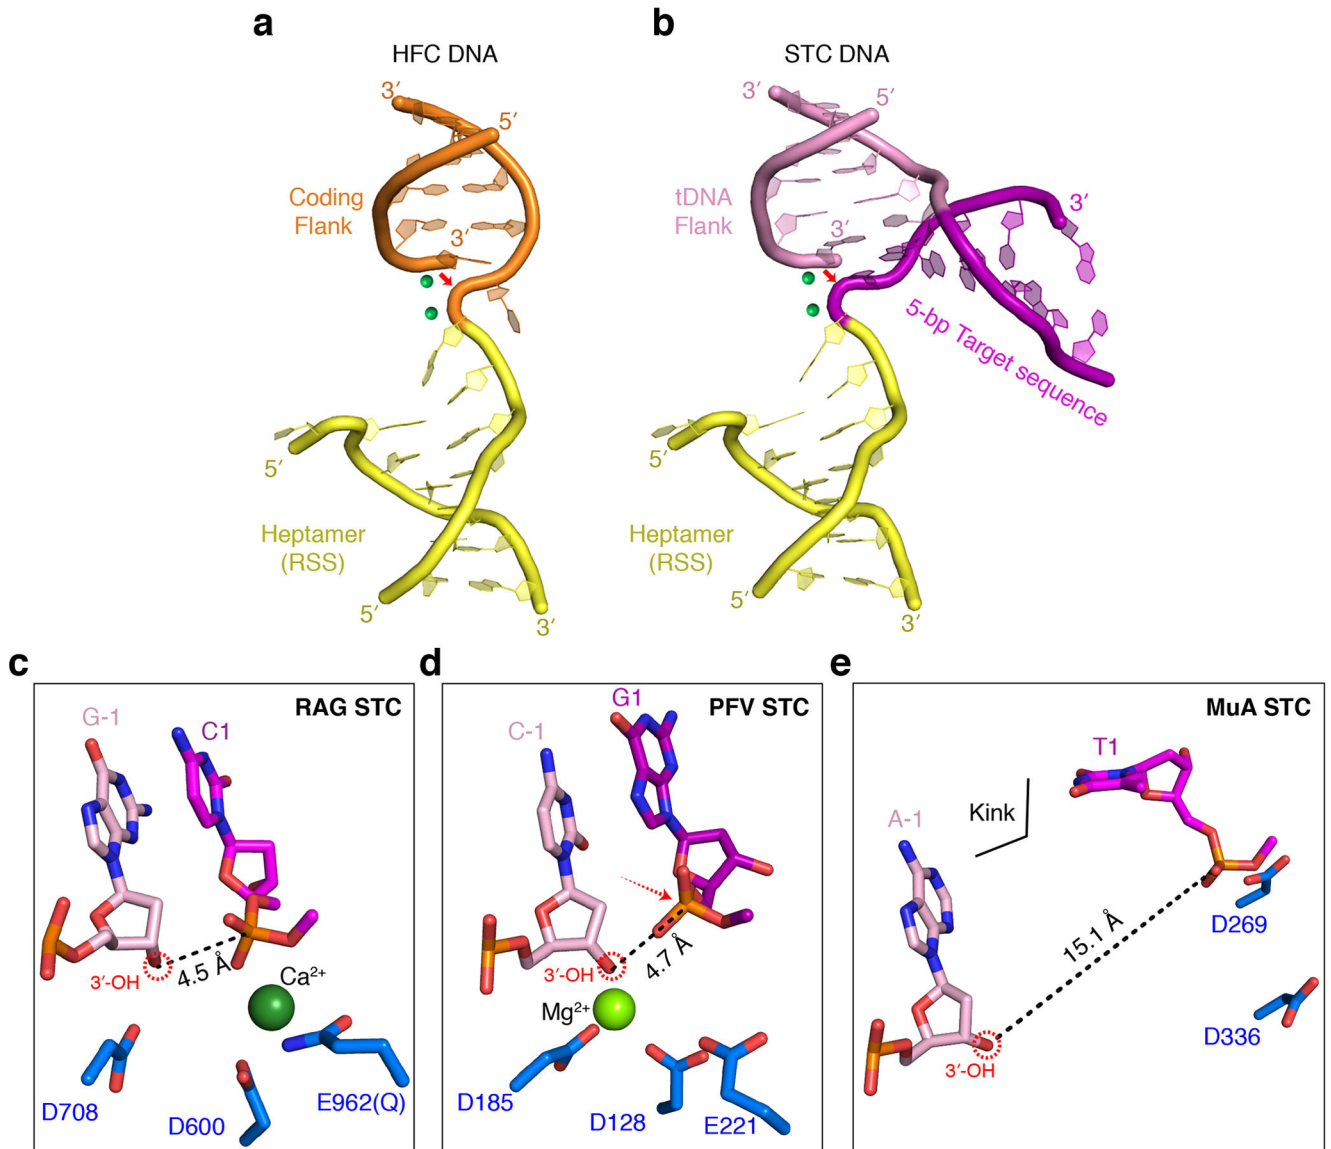 a
HFC DNA
3′
5′
Coding
Flank
3′
5′
Heptamer
(RSS)
5′
3′
b
STC DNA
3′
5′
tDNA
Flank
3′
3′
5-bp Target sequence
5′
Heptamer
(RSS)
5′
3′
c
RAG STC
G-1
C1
3′-OH
4.5 Å
Ca²⁺
D708
D600
E962(Q)
d
PFV STC
G1
C-1
3′-OH
4.7 Å
Mg²⁺
D185
D128
E221
e
MuA STC
T1
Kink
A-1
15.1 Å
D269
D336
3′-OH